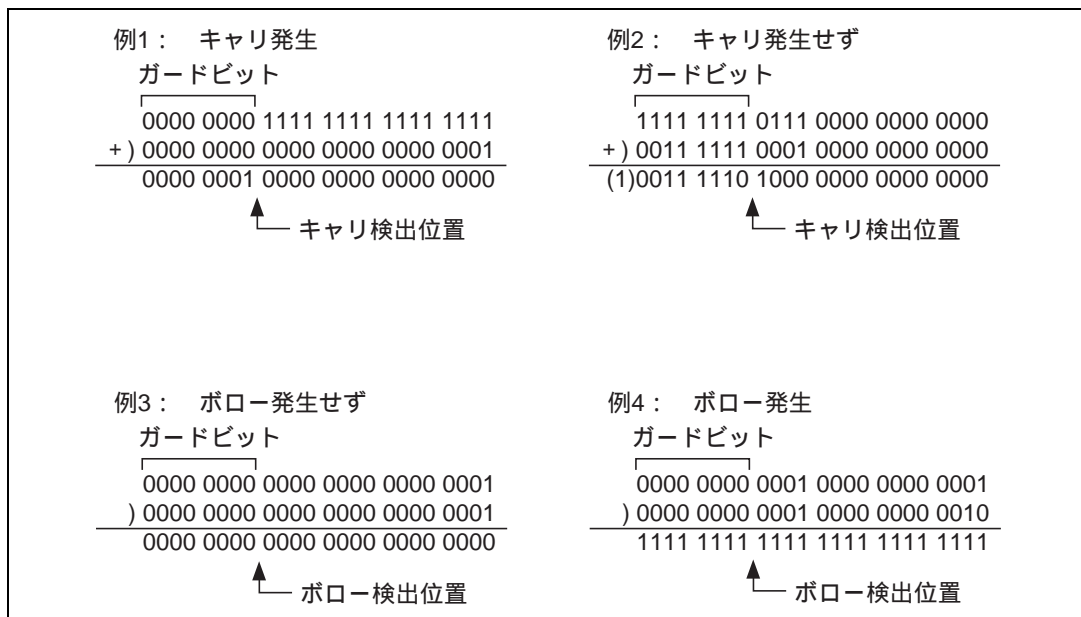 例1： キャリ発生
ガードビット
0000 0000 1111 1111 1111 1111
+ ) 0000 0000 0000 0000 0000 0001
0000 0001 0000 0000 0000 0000
キャリ検出位置
例2： キャリ発生せず
ガードビット
1111 1111 0111 0000 0000 0000
+ ) 0011 1111 0001 0000 0000 0000
(1)0011 1110 1000 0000 0000 0000
キャリ検出位置
例3： ボロー発生せず
ガードビット
0000 0000 0000 0000 0000 0001
) 0000 0000 0000 0000 0000 0001
0000 0000 0000 0000 0000 0000
ボロー検出位置
例4： ボロー発生
ガードビット
0000 0000 0001 0000 0000 0001
) 0000 0000 0001 0000 0000 0010
1111 1111 1111 1111 1111 1111
ボロー検出位置